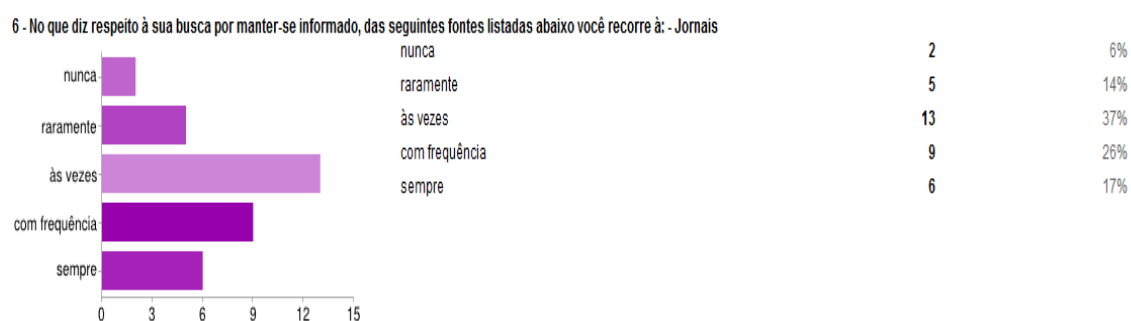 6 - No que diz respeito à sua busca por manter-se informado, das seguintes fontes listadas abaixo você recorre à: - Jornais
nunca
raramente
às vezes
com frequência
sempre
0 3 6 9 12 15
nunca 2 6%
raramente 5 14%
às vezes 13 37%
com frequência 9 26%
sempre 6 17%